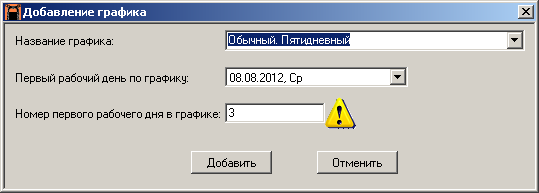 Добавление графика
Название графика: Обычный. Пятидневный
Первый рабочий день по графику: 08.08.2012, Ср
Номер первого рабочего дня в графике: 3
Добавить Отменить